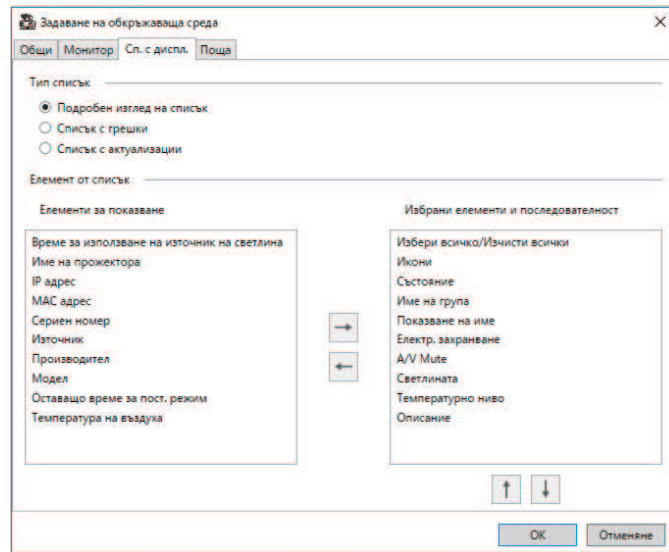 Задаване на обкръжаваща среда
Общи Монитор Сп. с диспл. Поща
Тип списък
Подробен изглед на списък
Списък с грешки
Списък с актуализации
Елемент от списък
Елементи за показване
Време за използване на източник на светлина
Име на прожектора
IP адрес
MAC адрес
Сериен номер
Източник
Производител
Модел
Оставащо време за пост. режим
Температура на въздуха
Избрани елементи и последователност
Избери всичко/Изчисти всички
Икони
Състояние
Име на група
Показване на име
Електр. захранване
A/V Mute
Светлината
Температурно ниво
Описание
OK Отменяне